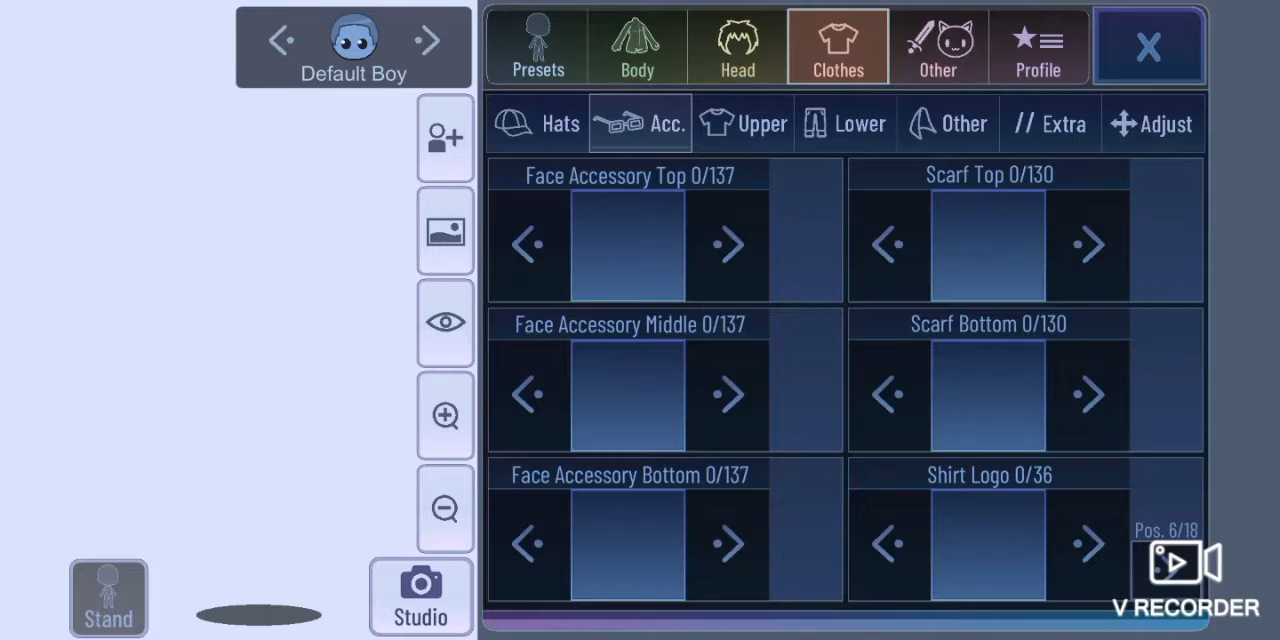 Default Boy
Presets
Body
Head
Clothes
Other
Profile
X
Hats
Acc.
Upper
Lower
Other
Extra
Adjust
Face Accessory Top 0/137
Scarf Top 0/130
Face Accessory Middle 0/137
Scarf Bottom 0/130
Face Accessory Bottom 0/137
Shirt Logo 0/36
Pos. 6/18
Stand
Studio
V RECORDER